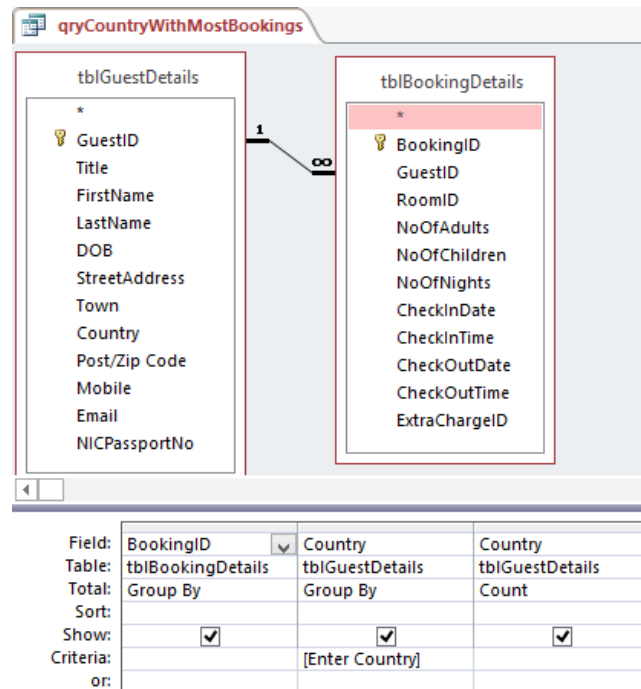 qryCountryWithMostBookings
tblGuestDetails
*
GuestID
Title
FirstName
LastName
DOB
StreetAddress
Town
Country
Post/Zip Code
Mobile
Email
NICPassportNo
1
∞
tblBookingDetails
*
BookingID
GuestID
RoomID
NoOfAdults
NoOfChildren
NoOfNights
CheckInDate
CheckInTime
CheckOutDate
CheckOutTime
ExtraChargeID
Field: BookingID Country Country
Table: tblBookingDetails tblGuestDetails tblGuestDetails
Total: Group By Group By Count
Sort:
Show:
Criteria: [Enter Country]
or: